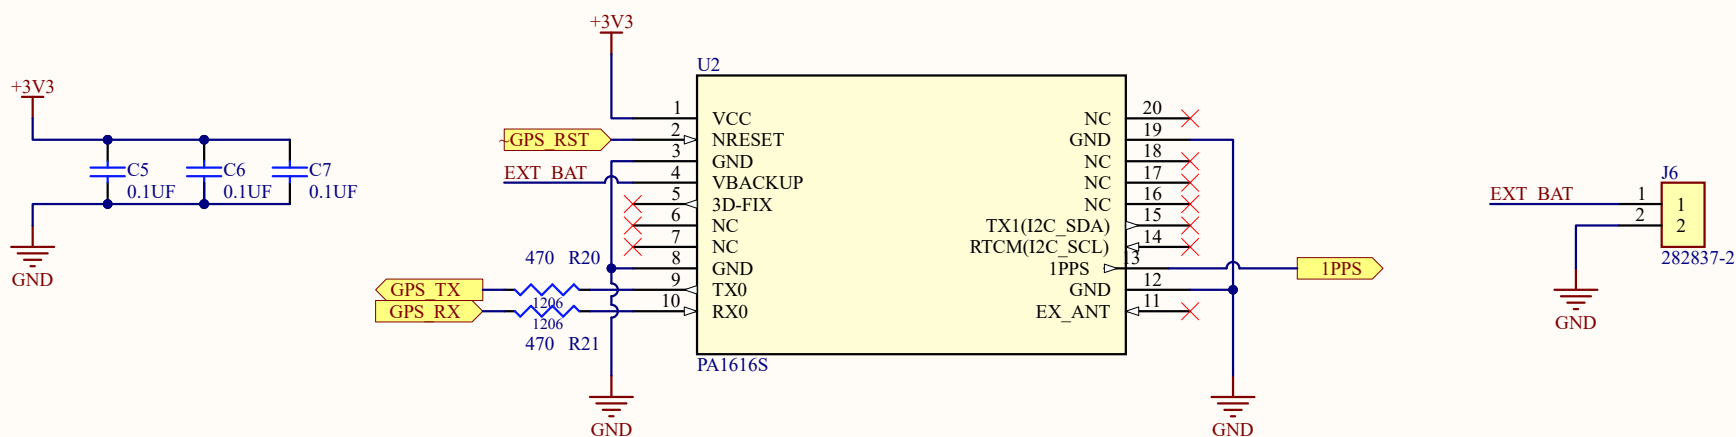 +3V3
C5
0.1UF
C6
0.1UF
C7
0.1UF
GND
+3V3
U2
1 VCC
~GPS_RST 2 NRESET
3 GND
EXT_BAT 4 VBACKUP
5 3D-FIX
6 NC
7 NC
470 R20 8 GND
GPS_TX 1206 9 TX0
GPS_RX 1206 10 RX0
470 R21
NC 20
GND 19
NC 18
NC 17
NC 16
TX1(I2C_SDA) 15
RTCM(I2C_SCL) 14
1PPS 13 1PPS
GND 12
EX_ANT 11
PA1616S
GND
GND
J6
EXT_BAT 1 1
2 2
282837-2
GND